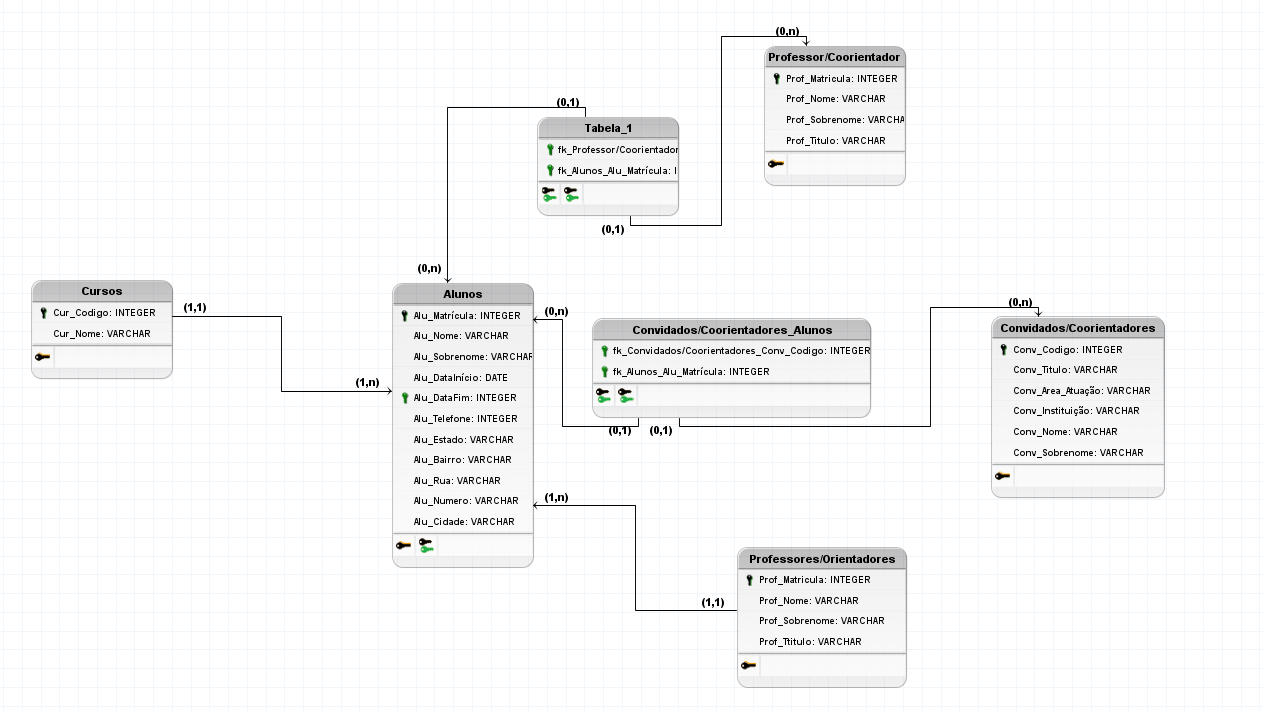 (0,n)
Professor/Coorientador
Prof_Matricula: INTEGER
Prof_Nome: VARCHAR
Prof_Sobrenome: VARCHA
Prof_Titulo: VARCHAR
(0,1)
Tabela_1
fk_Professor/Coorientador
fk_Alunos_Alu_Matrícula: I
(0,1)
(0,n)
Cursos
Cur_Codigo: INTEGER
Cur_Nome: VARCHAR
(1,1)
(1,n)
Alunos
Alu_Matrícula: INTEGER
Alu_Nome: VARCHAR
Alu_Sobrenome: VARCHAR
Alu_DataInício: DATE
Alu_DataFim: INTEGER
Alu_Telefone: INTEGER
Alu_Estado: VARCHAR
Alu_Bairro: VARCHAR
Alu_Rua: VARCHAR
Alu_Numero: VARCHAR
Alu_Cidade: VARCHAR
(0,n)
Convidados/Coorientadores_Alunos
fk_Convidados/Coorientadores_Conv_Codigo: INTEGER
fk_Alunos_Alu_Matrícula: INTEGER
(0,1)
(0,1)
(0,n)
Convidados/Coorientadores
Conv_Codigo: INTEGER
Conv_Titulo: VARCHAR
Conv_Area_Atuação: VARCHAR
Conv_Instituição: VARCHAR
Conv_Nome: VARCHAR
Conv_Sobrenome: VARCHAR
(1,n)
(1,1)
Professores/Orientadores
Prof_Matricula: INTEGER
Prof_Nome: VARCHAR
Prof_Sobrenome: VARCHAR
Prof_Ttitulo: VARCHAR